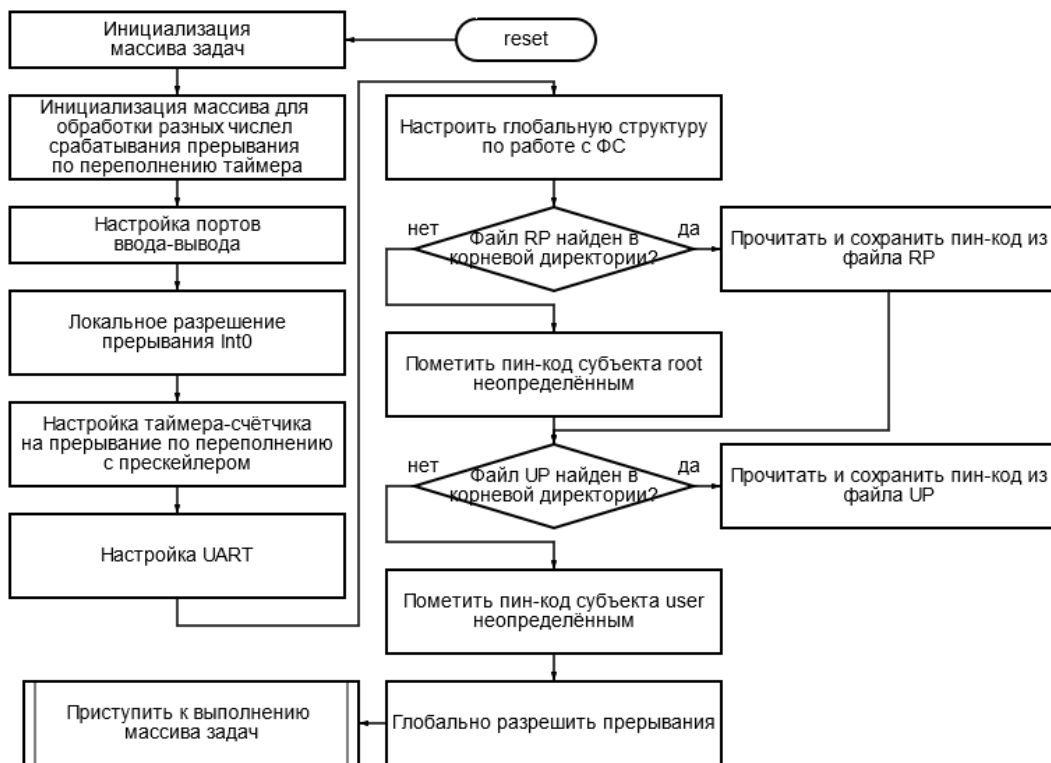 reset
Инициализация
массива задач
Инициализация массива для
обработки разных числел
срабатывания прерывания
по переполнению таймера
Настройка портов
ввода-вывода
Локальное разрешение
прерывания Int0
Настройка таймера-счётчика
на прерывание по переполнению
с прескейлером
Настройка UART
Настроить глобальную структуру
по работе с ФС
Файл RP найден в
корневой директории?
нет
да
Прочитать и сохранить пин-код из
файла RP
Пометить пин-код субъекта root
неопределённым
Файл UP найден в
корневой директории?
нет
да
Прочитать и сохранить пин-код из
файла UP
Пометить пин-код субъекта user
неопределённым
Глобально разрешить прерывания
Приступить к выполнению
массива задач